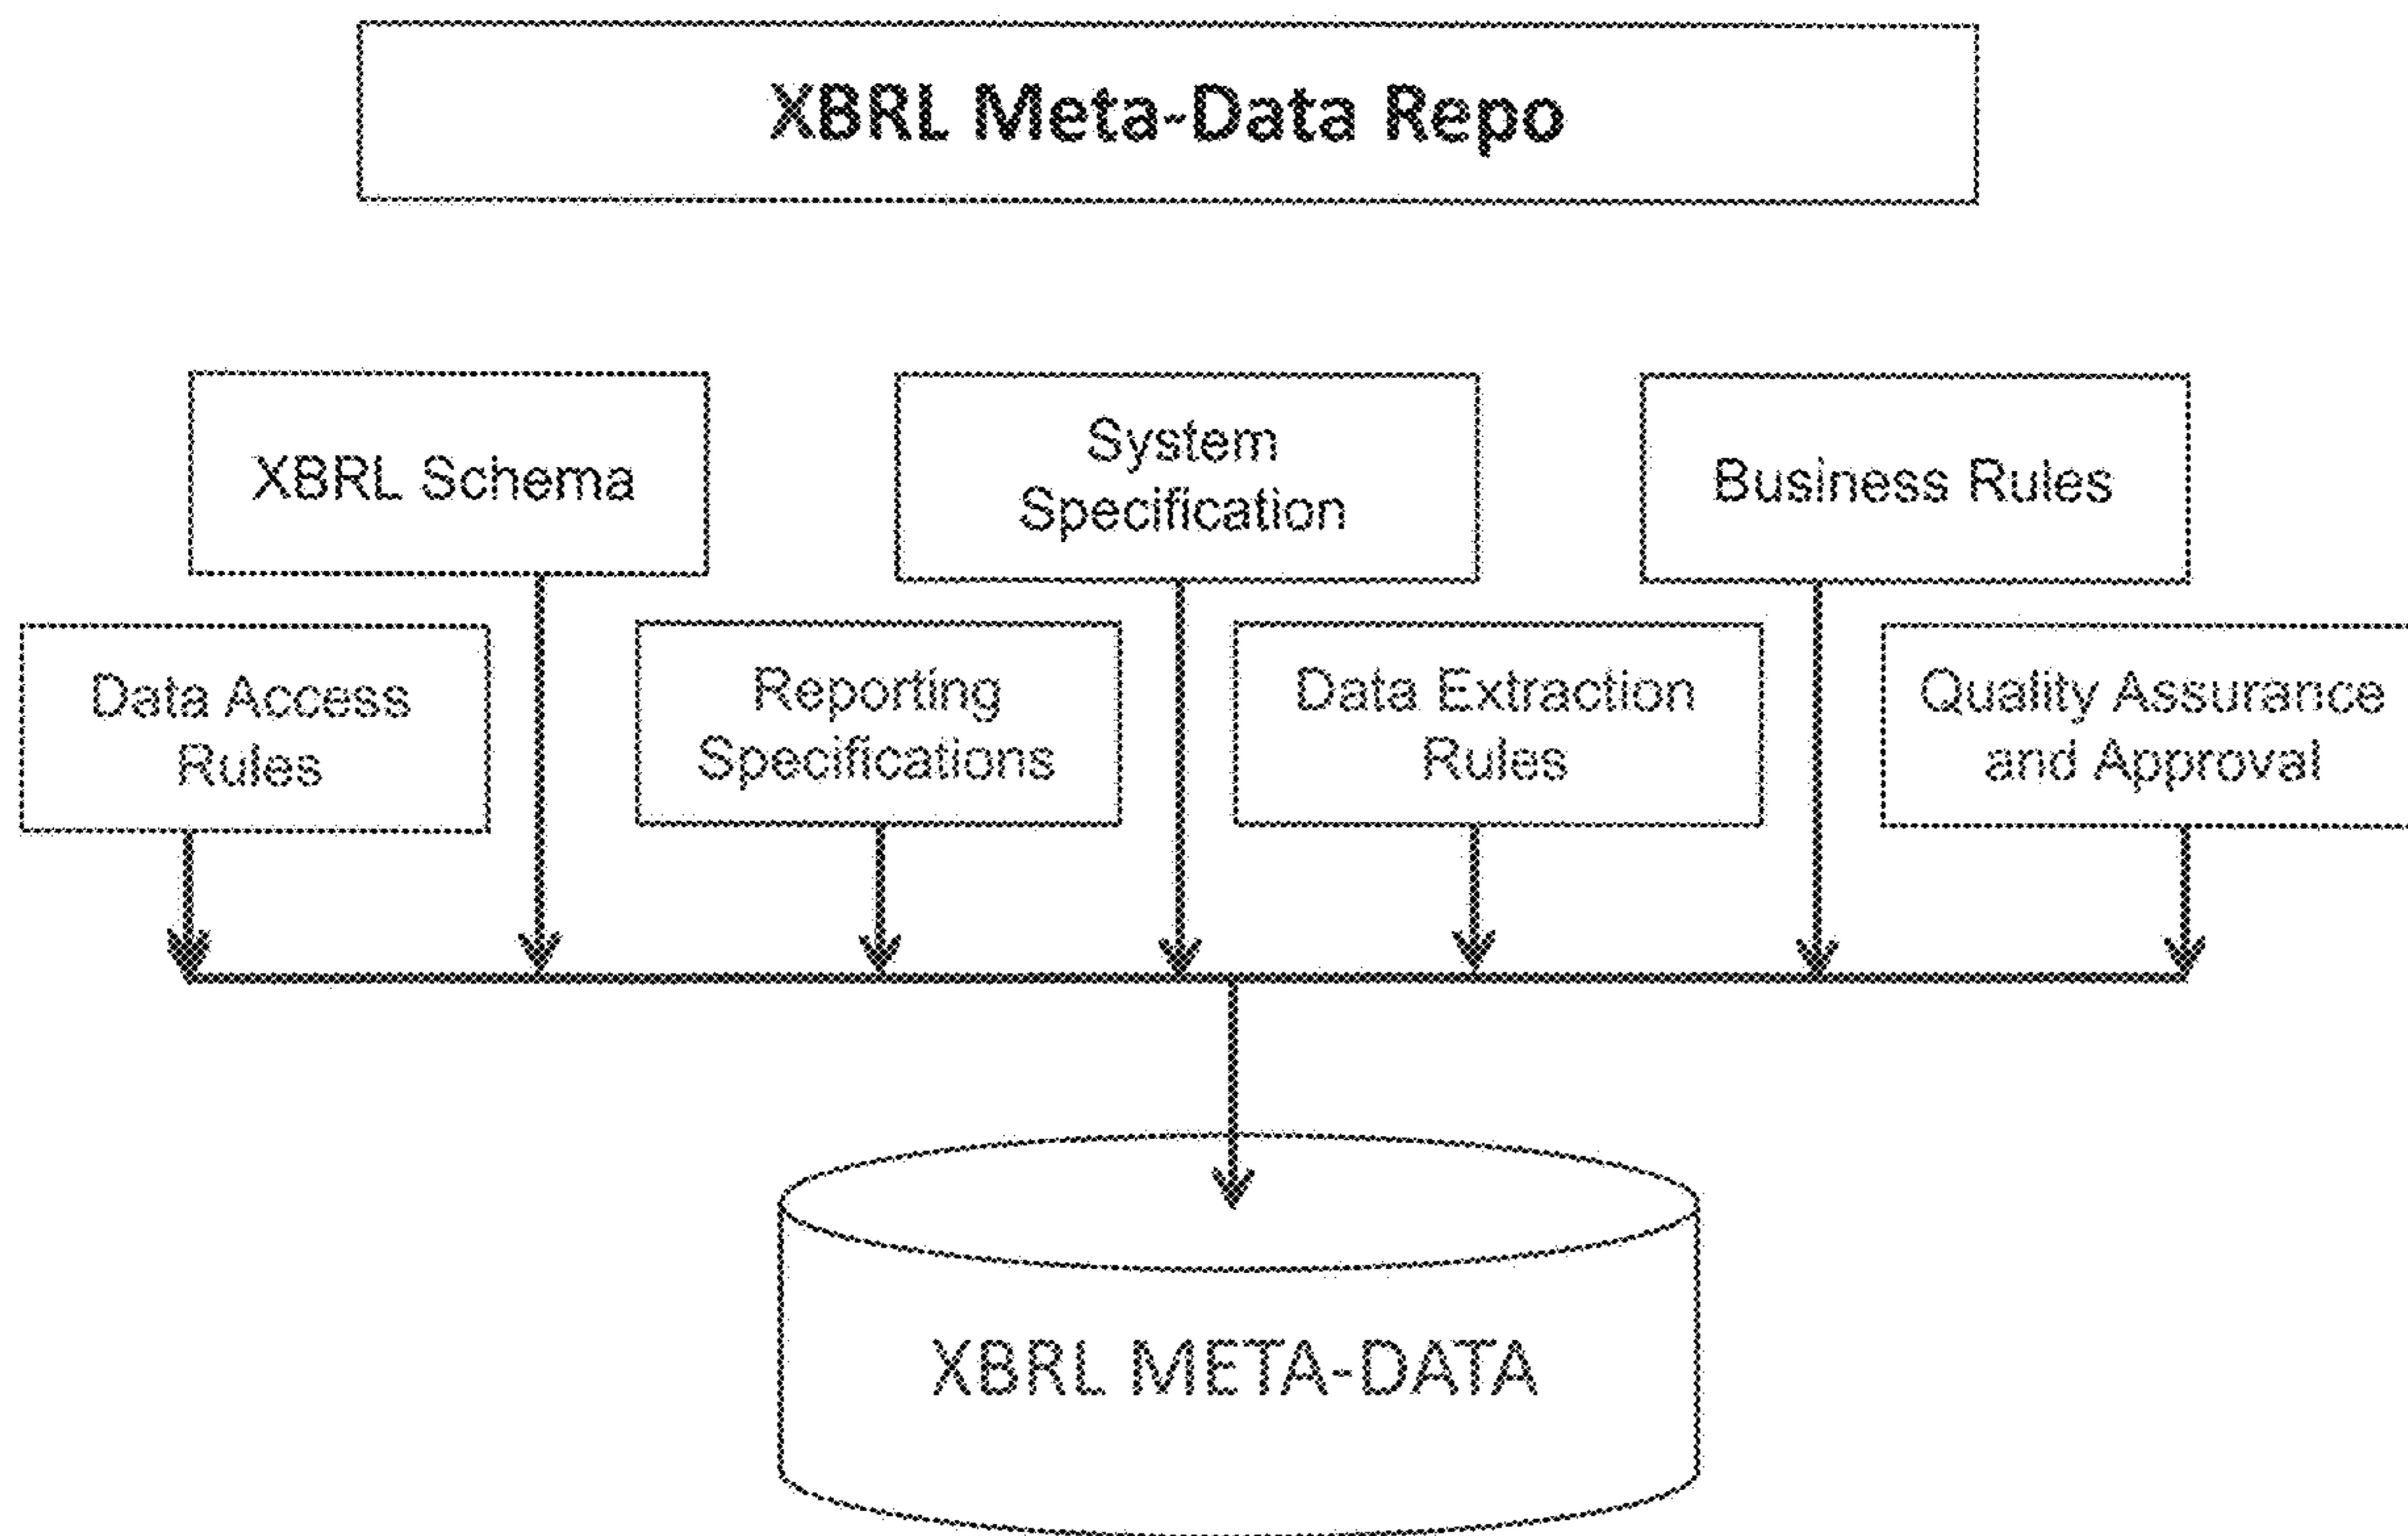 XBRL Meta-Data Repo
XBRL Schema
System
Specification
Business Rules
Data Access
Rules
Reporting
Specifications
Data Extraction
Rules
Quality Assurance
and Approval
XBRL META-DATA